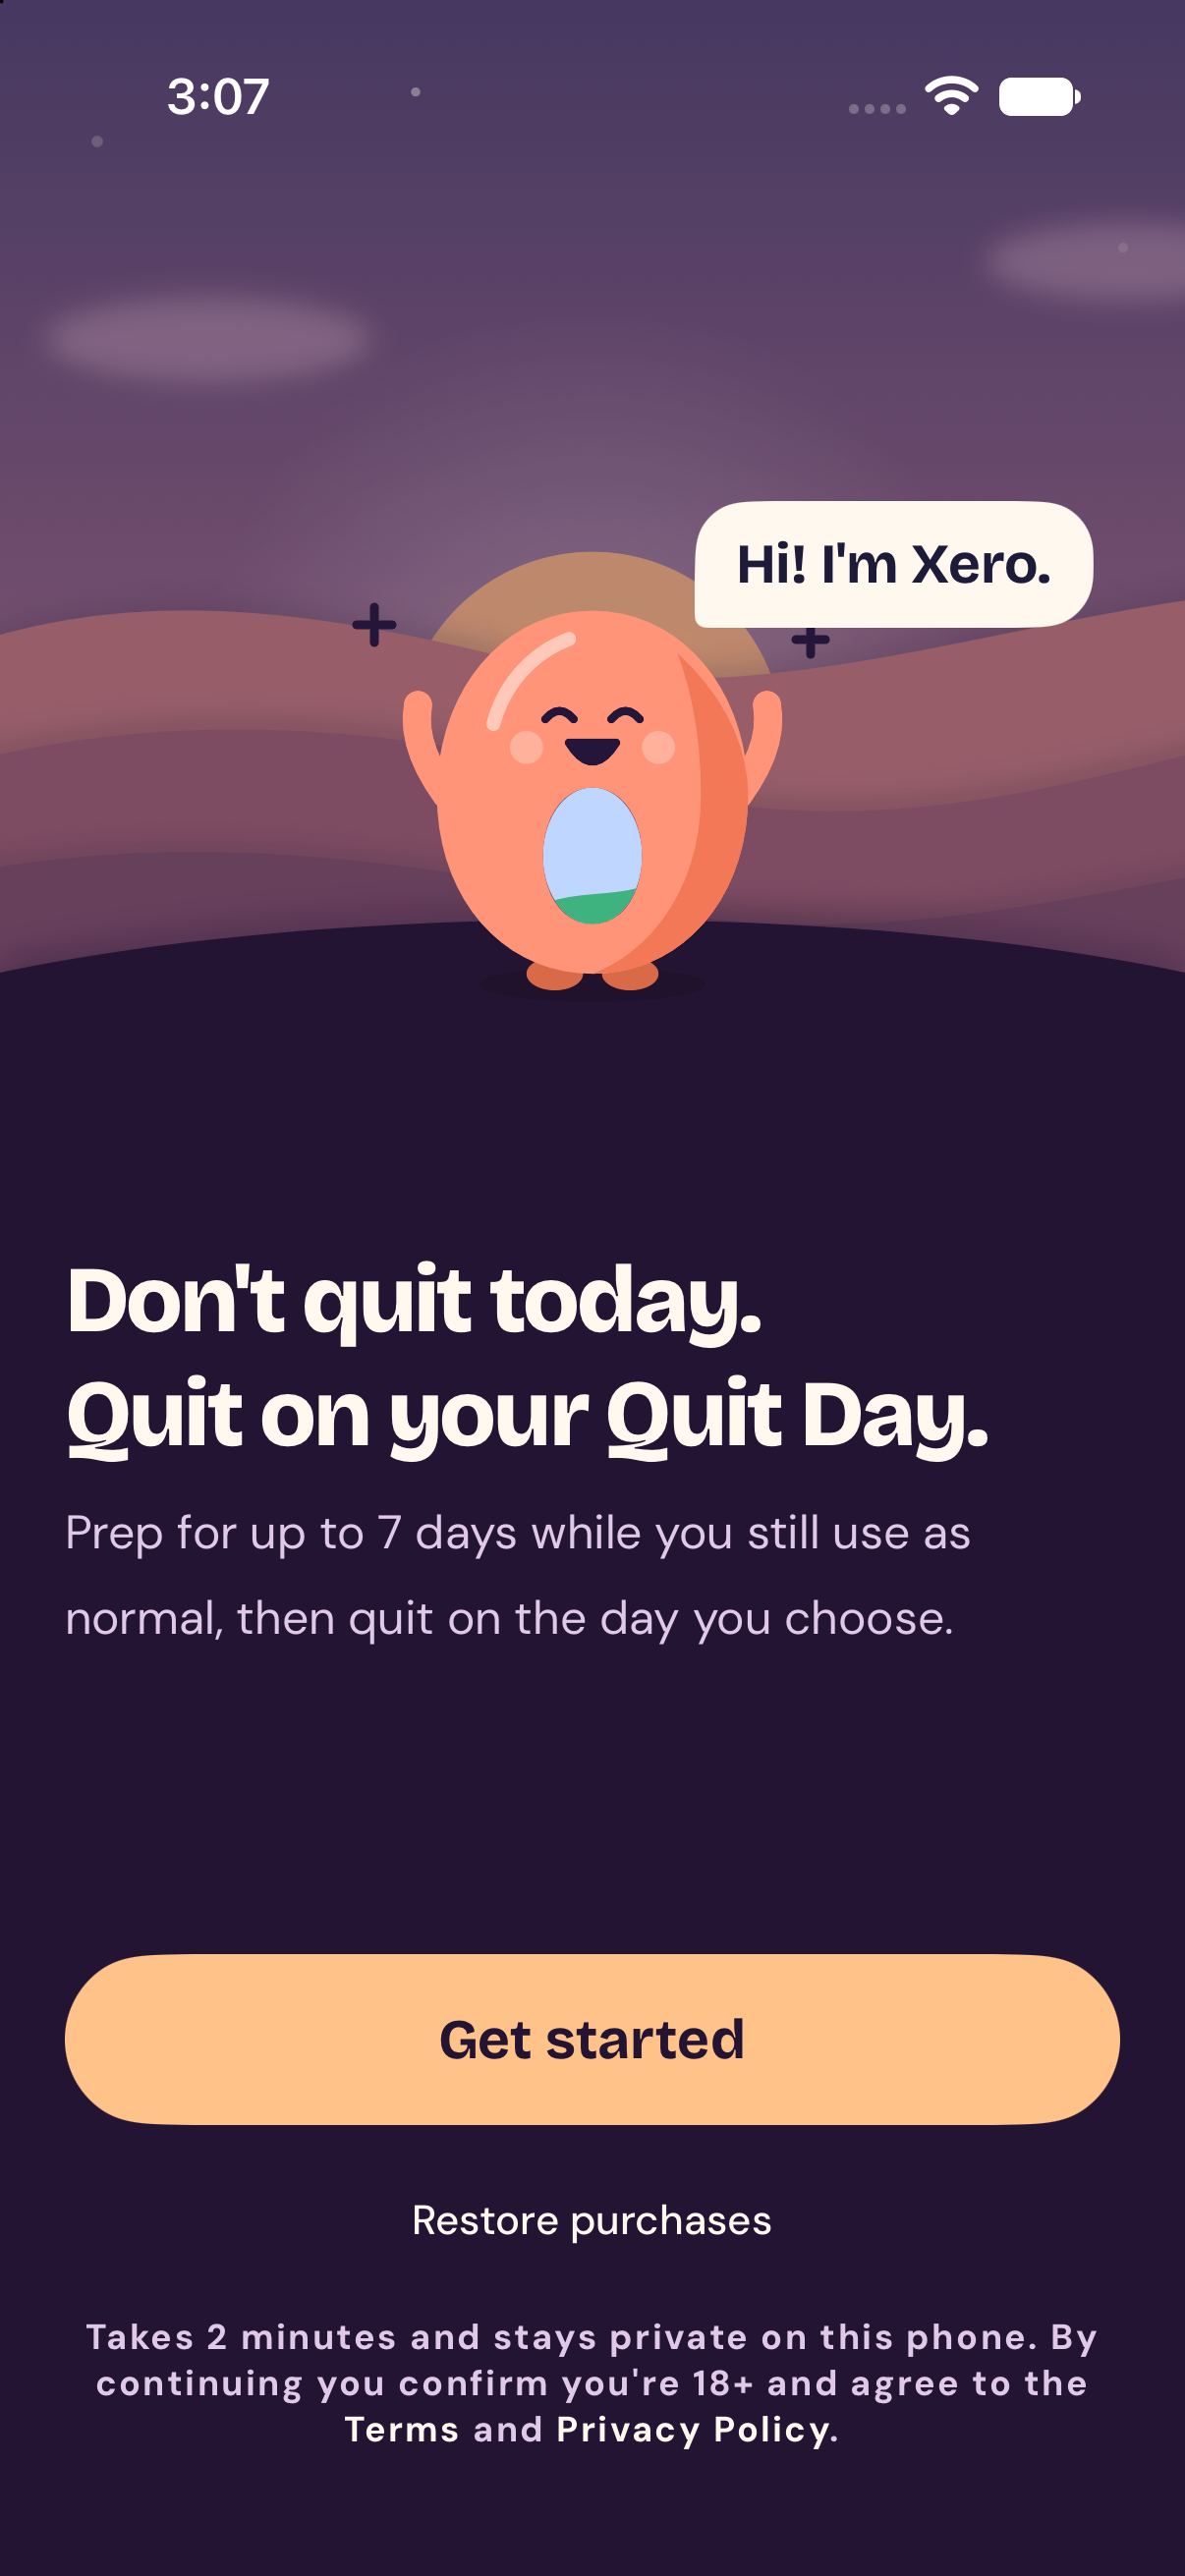 3:07
Hi! I'm Xero.
Don't quit today.
Quit on your Quit Day.
Prep for up to 7 days while you still use as
normal, then quit on the day you choose.
Get started
Restore purchases
Takes 2 minutes and stays private on this phone. By
continuing you confirm you're 18+ and agree to the
Terms and Privacy Policy.